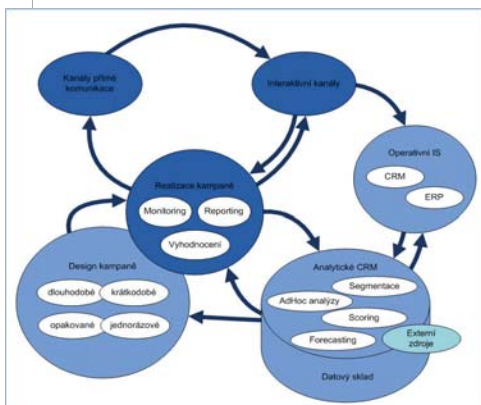 Kanály přímé
komunikace
Interaktivní kanály
Operativní IS
CRM
ERP
Realizace kampaně
Monitoring
Reporting
Vyhodnocení
Design kampaně
dlouhodobé
krátkodobé
opakované
jednorázové
Analytické CRM
Segmentace
AdHoc analýzy
Scoring
Forecasting
Externí
zdroje
Datový sklad